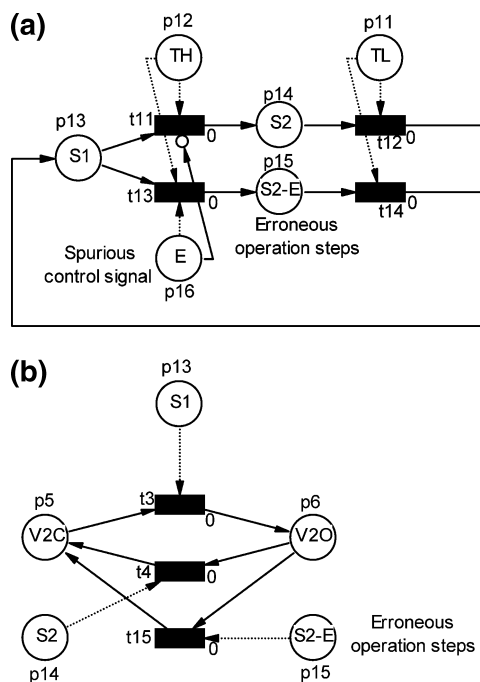 (a)
p12
p11
TH
TL
p14
p13
t11
S2
0
t12
0
S1
p15
t13
S2-E
0
t14
0
Erroneous
operation steps
Spurious
control signal
E
p16
(b)
p13
S1
p5
t3
0
p6
V2C
V2O
t4
0
S2
t15
0
S2-E
Erroneous
operation steps
p14
p15